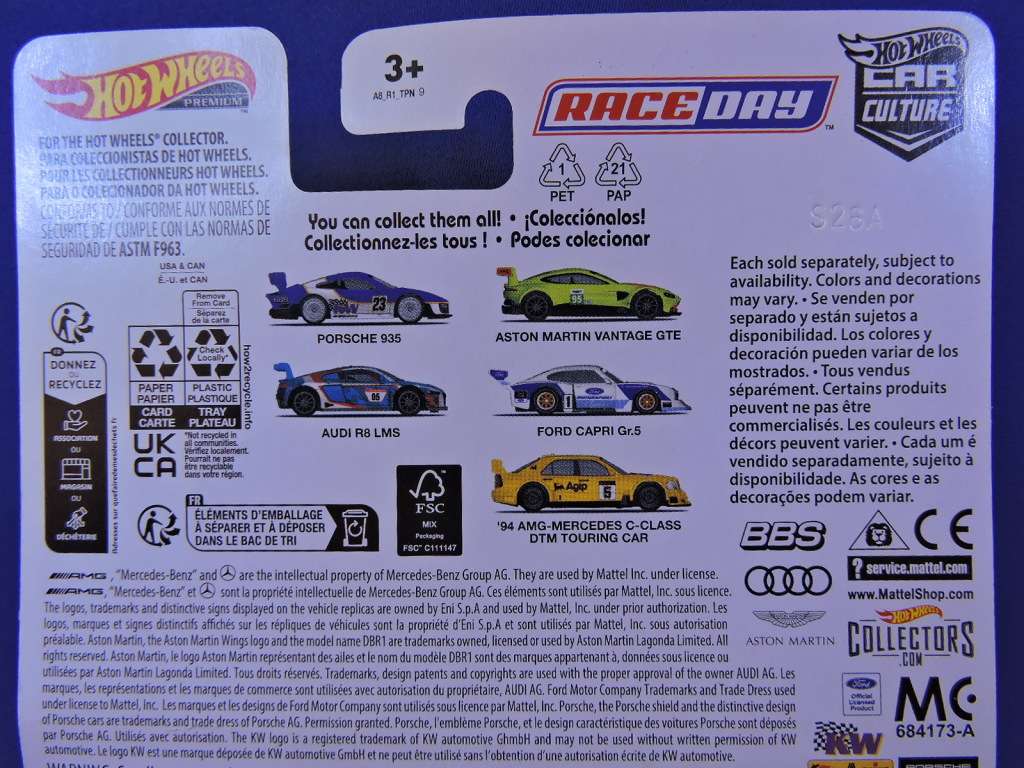 HOT WHEELS
PREMIUM
FOR THE HOT WHEELS® COLLECTOR.
PARA COLECCIONISTAS DE HOT WHEELS.
POUR LES COLLECTIONNEURS HOT WHEELS.
PARA O COLECIONADOR DA HOT WHEELS.
CONFORMS TO / CONFORME AUX NORMES DE
SÉCURITÉ DE / CUMPLE CON LAS NORMAS DE
SEGURIDAD DE ASTM F963.
3+
A8_R1_TPN 9
RACE DAY™
HOT WHEELS
CAR
CULTURE
1
PET
21
PAP
S26A
You can collect them all! • ¡Colecciónalos!
Collectionnez-les tous ! • Podes colecionar
23
PORSCHE 935
95
ASTON MARTIN VANTAGE GTE
05
AUDI R8 LMS
FORD CAPRI Gr.5
Agip
'94 AMG-MERCEDES C-CLASS
DTM TOURING CAR
USA & CAN
É.-U. et CAN
Remove
From Card
Séparez
de la carte
Check
Locally*
PAPER
PAPIER
PLASTIC
PLASTIQUE
CARD
CARTE
TRAY
PLATEAU
how2recycle.info
UK
CA
*Not recycled in
all communities.
Vérifiez localement.
Pourrait ne pas
être recyclable
dans votre région.
FR
DONNEZ
OU
RECYCLEZ
ASSOCIATION
OU
MAGASIN
OU
DÉCHÈTERIE
Adresses sur quefairedemesdechets.fr
FR
ÉLÉMENTS D'EMBALLAGE
À SÉPARER ET À DÉPOSER
DANS LE BAC DE TRI
FSC
MIX
Packaging
FSC™ C111147
Each sold separately, subject to
availability. Colors and decorations
may vary. • Se venden por
separado y están sujetos a
disponibilidad. Los colores y
decoración pueden variar de los
mostrados. • Tous vendus
séparément. Certains produits
peuvent ne pas être
commercialisés. Les couleurs et les
décors peuvent varier. • Cada um é
vendido separadamente, sujeito à
disponibilidade. As cores e as
decorações podem variar.
BBS
CE
? service.mattel.com
www.MattelShop.com
ASTON MARTIN
HOT WHEELS
COLLECTORS
.COM
Ford
Official
Licensed
Product
MC
684173-A
KW
PORSCHE
AMG , "Mercedes-Benz" and are the intellectual property of Mercedes-Benz Group AG. They are used by Mattel Inc. under license.
AMG , "Mercedes-Benz" et sont la propriété intellectuelle de Mercedes-Benz Group AG. Ces éléments sont utilisés par Mattel, Inc. sous licence.
The logos, trademarks and distinctive signs displayed on the vehicle replicas are owned by Eni S.p.A and used by Mattel, Inc. under prior authorization. Les
logos, marques et signes distinctifs affichés sur les répliques de véhicules sont la propriété d'Eni S.p.A et sont utilisés par Mattel, Inc. sous autorisation
préalable. Aston Martin, the Aston Martin Wings logo and the model name DBR1 are trademarks owned, licensed or used by Aston Martin Lagonda Limited. All
rights reserved. Aston Martin, le logo Aston Martin représentant des ailes et le nom du modèle DBR1 sont des marques appartenant à, données sous licence ou
utilisées par Aston Martin Lagonda Limited. Tous droits réservés. Trademarks, design patents and copyrights are used with the proper approval of the owner AUDI AG. Les
marques, les représentations et les marques de commerce sont utilisées avec autorisation du propriétaire, AUDI AG. Ford Motor Company Trademarks and Trade Dress used
under license to Mattel, Inc. Les marques et les designs de Ford Motor Company sont utilisés sous licence par Mattel, Inc. Porsche, the Porsche shield and the distinctive design
of Porsche cars are trademarks and trade dress of Porsche AG. Permission granted. Porsche, l'emblème Porsche, et le design caractéristique des voitures Porsche sont déposés
par Porsche AG. Utilisés avec autorisation. The KW logo is a registered trademark of KW automotive GhmbH and may not be used without written permission of KW
automotive. Le logo KW est une marque déposée de KW automotive GmbH et ne peut être utilisé sans l'obtention d'une autorisation écrite de KW automotive.